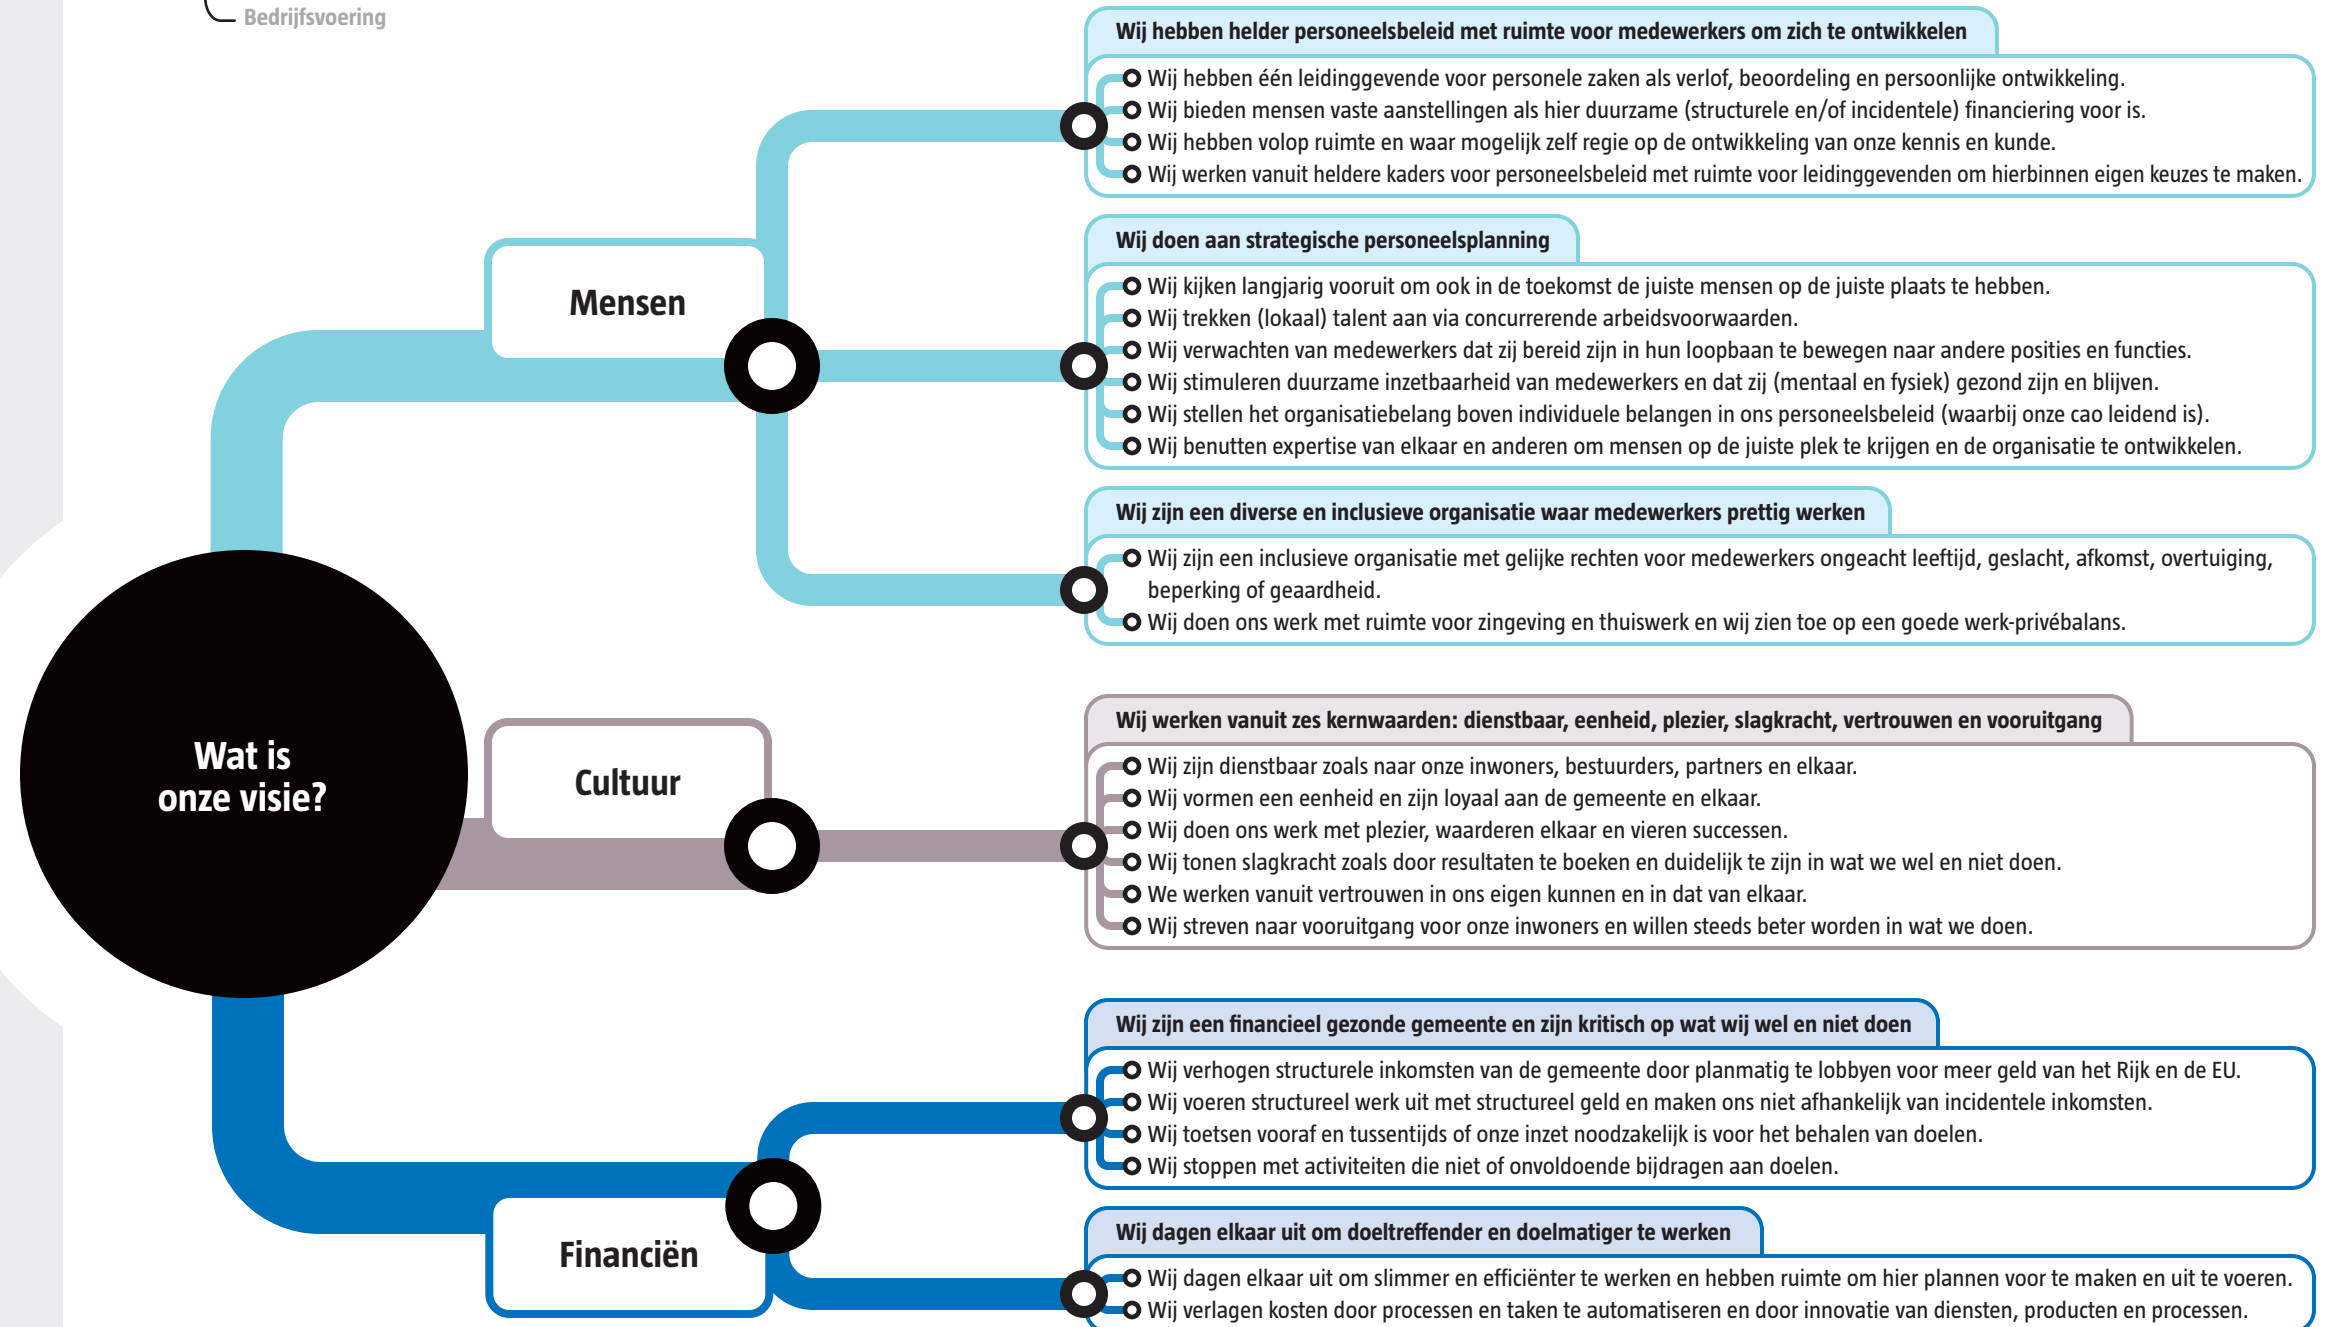 Bedrijfsvoering
Wij hebben helder personeelsbeleid met ruimte voor medewerkers om zich te ontwikkelen
Wij hebben één leidinggevende voor personele zaken als verlof, beoordeling en persoonlijke ontwikkeling.
Wij bieden mensen vaste aanstellingen als hier duurzame (structurele en/of incidentele) financiering voor is.
Wij hebben volop ruimte en waar mogelijk zelf regie op de ontwikkeling van onze kennis en kunde.
Wij werken vanuit heldere kaders voor personeelsbeleid met ruimte voor leidinggevenden om hierbinnen eigen keuzes te maken.
Mensen
Wij doen aan strategische personeelsplanning
Wij kijken langjarig vooruit om ook in de toekomst de juiste mensen op de juiste plaats te hebben.
Wij trekken (lokaal) talent aan via concurrerende arbeidsvoorwaarden.
Wij verwachten van medewerkers dat zij bereid zijn in hun loopbaan te bewegen naar andere posities en functies.
Wij stimuleren duurzame inzetbaarheid van medewerkers en dat zij (mentaal en fysiek) gezond zijn en blijven.
Wij stellen het organisatiebelang boven individuele belangen in ons personeelsbeleid (waarbij onze cao leidend is).
Wij benutten expertise van elkaar en anderen om mensen op de juiste plek te krijgen en de organisatie te ontwikkelen.
Wij zijn een diverse en inclusieve organisatie waar medewerkers prettig werken
Wij zijn een inclusieve organisatie met gelijke rechten voor medewerkers ongeacht leeftijd, geslacht, afkomst, overtuiging,
beperking of geaardheid.
Wij doen ons werk met ruimte voor zingeving en thuiswerk en wij zien toe op een goede werk-privébalans.
Wat is
onze visie?
Cultuur
Wij werken vanuit zes kernwaarden: dienstbaar, eenheid, plezier, slagkracht, vertrouwen en vooruitgang
Wij zijn dienstbaar zoals naar onze inwoners, bestuurders, partners en elkaar.
Wij vormen een eenheid en zijn loyaal aan de gemeente en elkaar.
Wij doen ons werk met plezier, waarderen elkaar en vieren successen.
Wij tonen slagkracht zoals door resultaten te boeken en duidelijk te zijn in wat we wel en niet doen.
We werken vanuit vertrouwen in ons eigen kunnen en in dat van elkaar.
Wij streven naar vooruitgang voor onze inwoners en willen steeds beter worden in wat we doen.
Wij zijn een financieel gezonde gemeente en zijn kritisch op wat wij wel en niet doen
Wij verhogen structurele inkomsten van de gemeente door planmatig te lobbyen voor meer geld van het Rijk en de EU.
Wij voeren structureel werk uit met structureel geld en maken ons niet afhankelijk van incidentele inkomsten.
Wij toetsen vooraf en tussentijds of onze inzet noodzakelijk is voor het behalen van doelen.
Wij stoppen met activiteiten die niet of onvoldoende bijdragen aan doelen.
Financiën
Wij dagen elkaar uit om doeltreffender en doelmatiger te werken
Wij dagen elkaar uit om slimmer en efficiënter te werken en hebben ruimte om hier plannen voor te maken en uit te voeren.
Wij verlagen kosten door processen en taken te automatiseren en door innovatie van diensten, producten en processen.